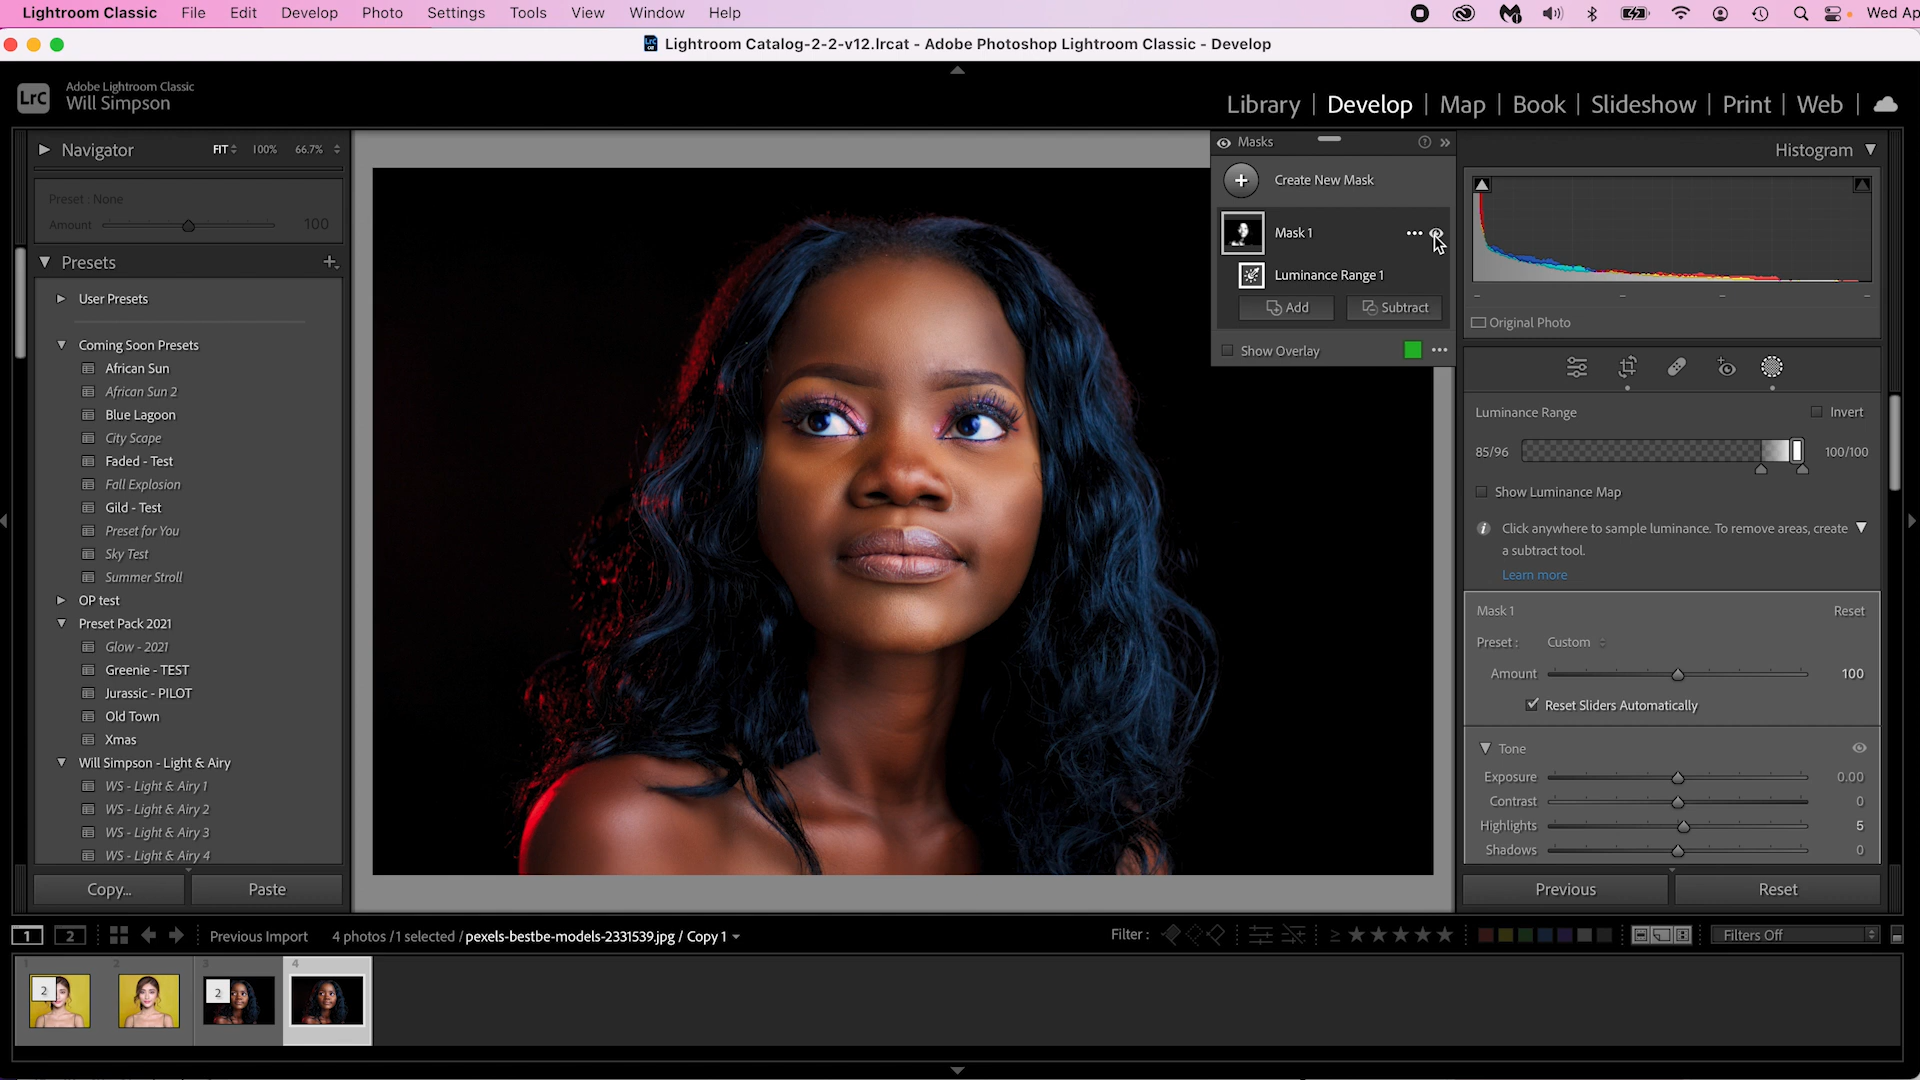 Lightroom Classic File Edit Develop Photo Settings Tools View Window Help Wed Ap
Lightroom Catalog-2-2-v12.lrcat - Adobe Photoshop Lightroom Classic - Develop
LrC Adobe Lightroom Classic
Will Simpson
Library | Develop | Map | Book | Slideshow | Print | Web
Navigator FIT 100% 66.7%
Preset : None
Amount 100
Presets
User Presets
Coming Soon Presets
African Sun
African Sun 2
Blue Lagoon
City Scape
Faded - Test
Fall Explosion
Gild - Test
Preset for You
Sky Test
Summer Stroll
OP test
Preset Pack 2021
Glow - 2021
Greenie - TEST
Jurassic - PILOT
Old Town
Xmas
Will Simpson - Light & Airy
WS - Light & Airy 1
WS - Light & Airy 2
WS - Light & Airy 3
WS - Light & Airy 4
Copy... Paste
Masks
Create New Mask
Mask 1
Luminance Range 1
Add Subtract
Show Overlay
Histogram
Original Photo
Luminance Range Invert
85/96 100/100
Show Luminance Map
Click anywhere to sample luminance. To remove areas, create
a subtract tool.
Learn more
Mask 1 Reset
Preset : Custom
Amount 100
Reset Sliders Automatically
Tone
Exposure 0.00
Contrast 0
Highlights 5
Shadows 0
Previous Reset
1 2 Previous Import 4 photos / 1 selected / pexels-bestbe-models-2331539.jpg / Copy 1 Filter : ≥ ★★★★★ Filters Off
1 2 3 4
2 2